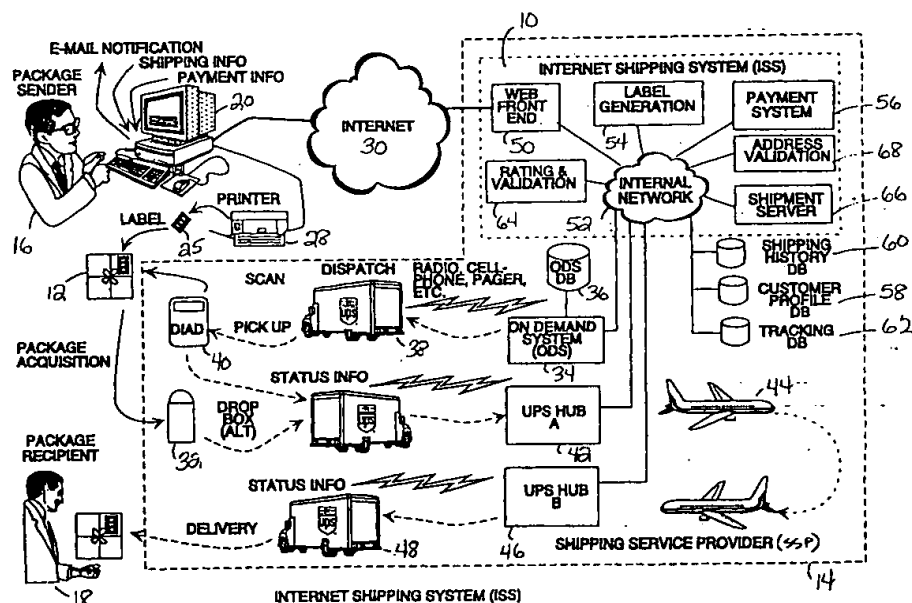 10
E-MAIL NOTIFICATION
SHIPPING INFO
PAYMENT INFO
PACKAGE
SENDER
20
16
INTERNET
30
INTERNET SHIPPING SYSTEM (ISS)
WEB
FRONT
END
50
LABEL
GENERATION
54
PAYMENT
SYSTEM
56
ADDRESS
VALIDATION
68
RATING &
VALIDATION
64
INTERNAL
NETWORK
52
SHIPMENT
SERVER
66
PRINTER
28
LABEL
25
12
SCAN
DISPATCH
RADIO, CELL-
PHONE, PAGER,
ETC.
ODS
DB
36
SHIPPING
HISTORY
DB
60
CUSTOMER
PROFILE
DB
58
TRACKING
DB
62
DIAD
40
PICK UP
UPS
38
ON DEMAND
SYSTEM (ODS)
34
PACKAGE
ACQUISITION
STATUS INFO
44
32
DROP
BOX
(ALT)
UPS HUB
A
42
PACKAGE
RECIPIENT
STATUS INFO
UPS HUB
B
46
DELIVERY
UPS
48
18
SHIPPING SERVICE PROVIDER (SSP)
14
INTERNET SHIPPING SYSTEM (ISS)